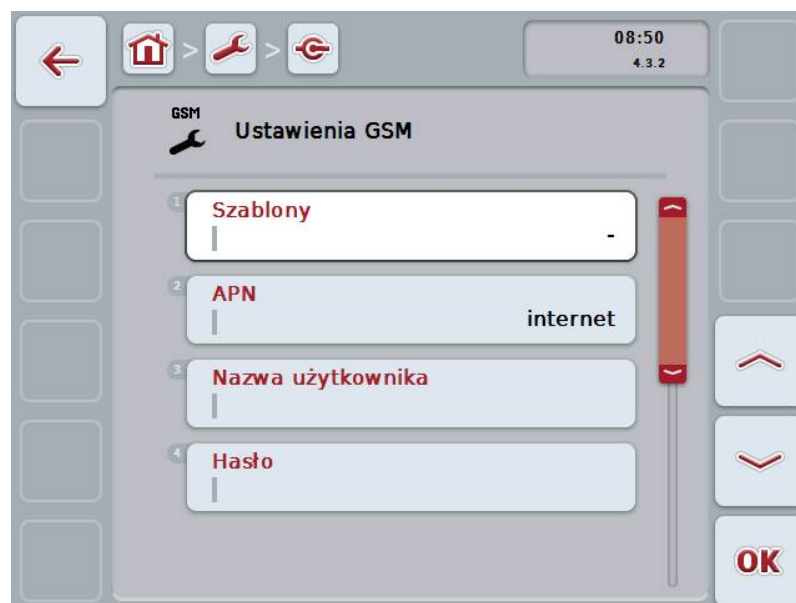 > >
08:50
4.3.2
GSM
Ustawienia GSM
1
Szablony
-
2
APN
internet
3
Nazwa użytkownika
4
Hasło
OK